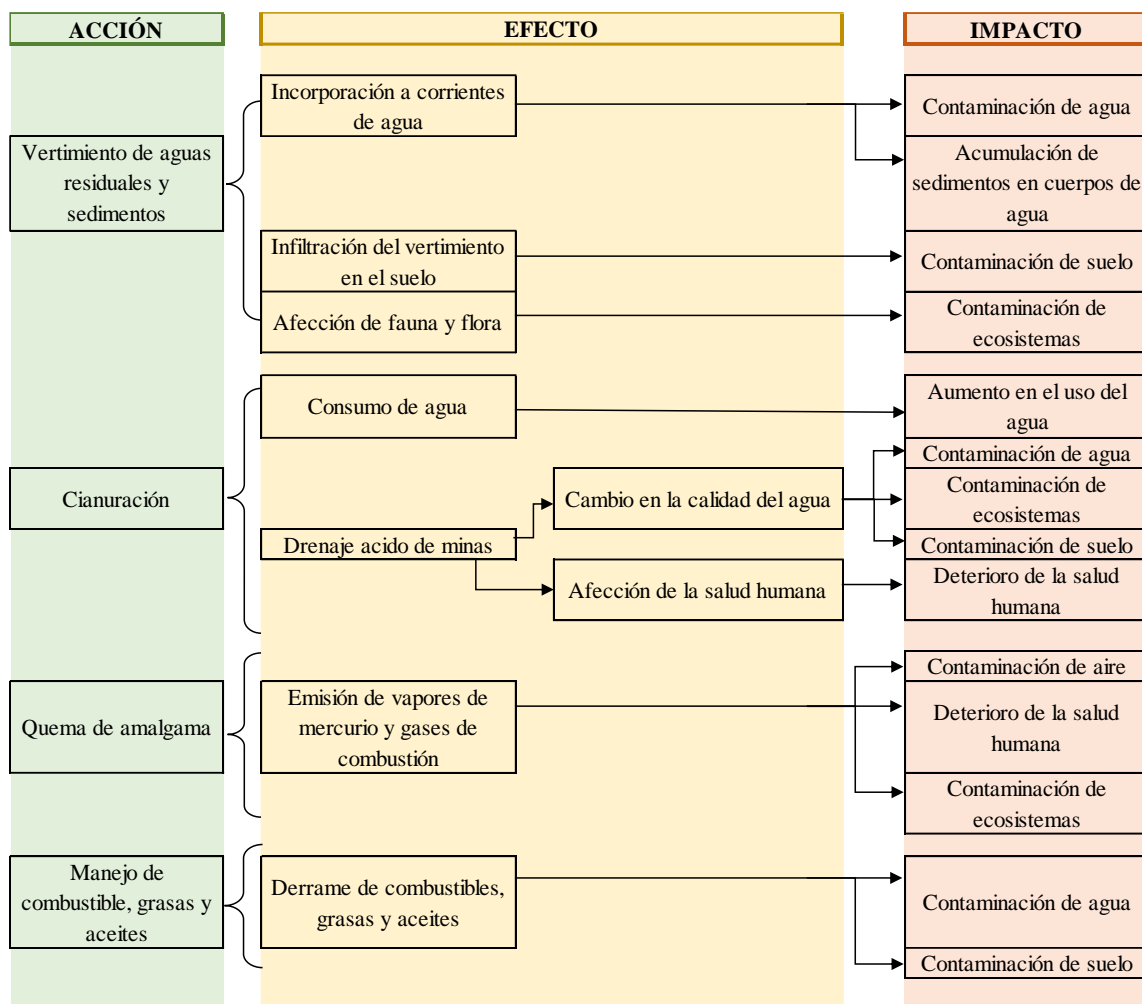 ACCIÓN
EFECTO
IMPACTO
Vertimiento de aguas
residuales y
sedimentos
Incorporación a corrientes
de agua
Contaminación de agua
Acumulación de
sedimentos en cuerpos de
agua
Infiltración del vertimiento
en el suelo
Contaminación de suelo
Afección de fauna y flora
Contaminación de
ecosistemas
Cianuración
Consumo de agua
Aumento en el uso del
agua
Drenaje acido de minas
Cambio en la calidad del agua
Contaminación de agua
Contaminación de
ecosistemas
Contaminación de suelo
Afección de la salud humana
Deterioro de la salud
humana
Quema de amalgama
Emisión de vapores de
mercurio y gases de
combustión
Contaminación de aire
Deterioro de la salud
humana
Contaminación de
ecosistemas
Manejo de
combustible, grasas y
aceites
Derrame de combustibles,
grasas y aceites
Contaminación de agua
Contaminación de suelo